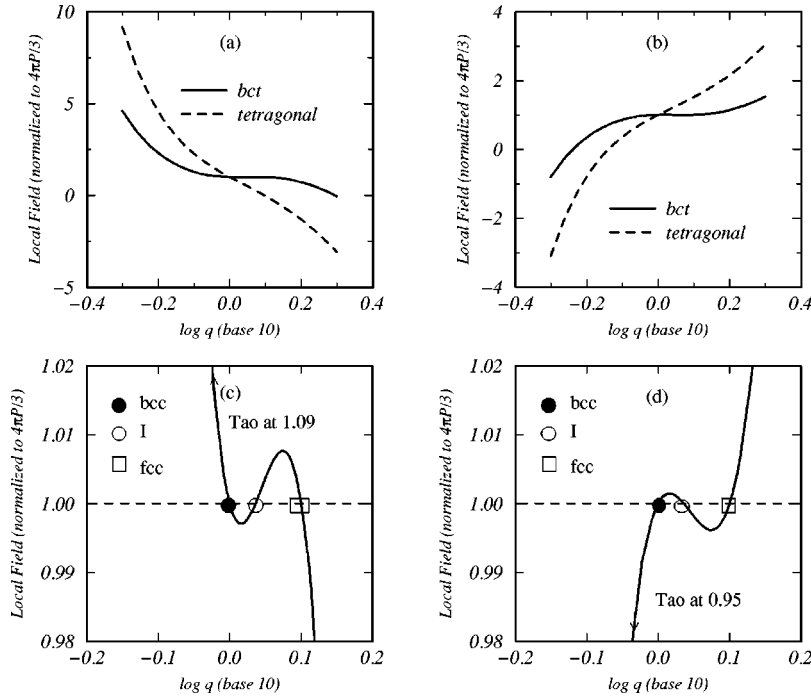 (a)
bct
tetragonal
Local Field (normalized to 4πP/3)
10
5
0
−5
−0.4 −0.2 0.0 0.2 0.4
log q (base 10)
(b)
bct
tetragonal
Local Field (normalized to 4πP/3)
4
2
0
−2
−4
−0.4 −0.2 0.0 0.2 0.4
log q (base 10)
(c)
bcc
I
fcc
Tao at 1.09
Local Field (normalized to 4πP/3)
1.02
1.01
1.00
0.99
0.98
−0.2 −0.1 0.0 0.1 0.2
log q (base 10)
(d)
bcc
I
fcc
Tao at 0.95
Local Field (normalized to 4πP/3)
1.02
1.01
1.00
0.99
0.98
−0.2 −0.1 0.0 0.1 0.2
log q (base 10)